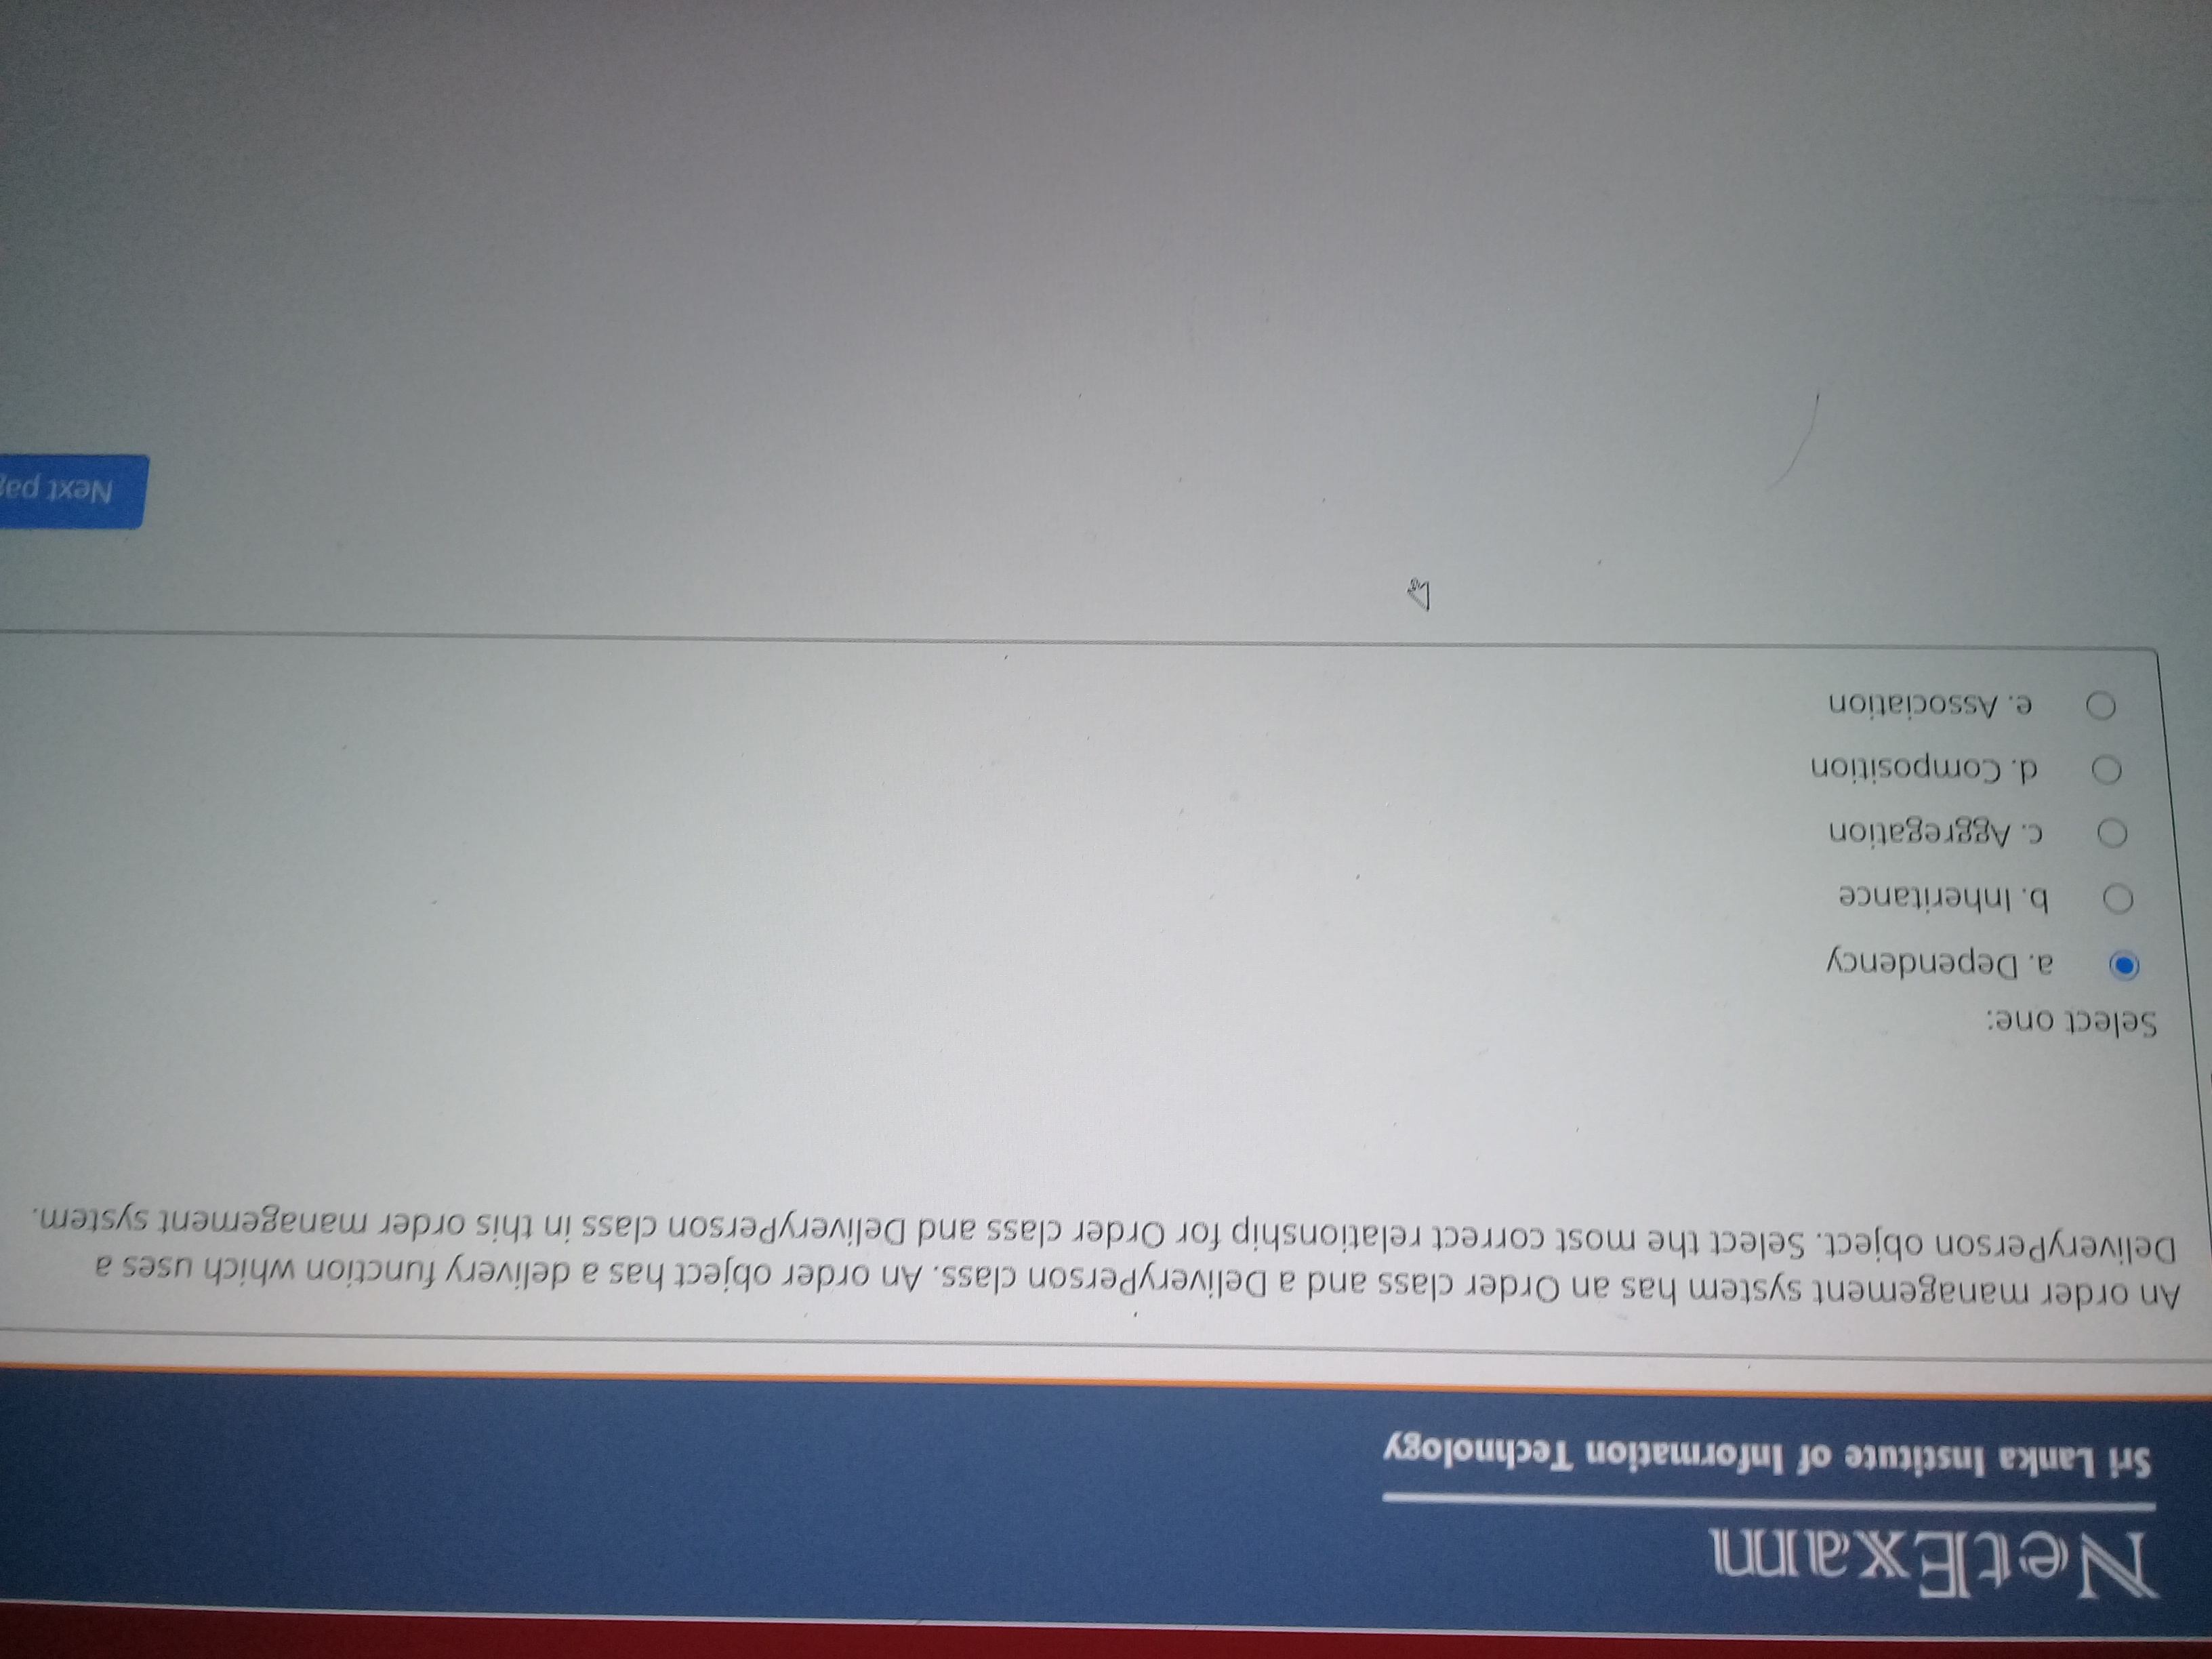 NetExam
Sri Lanka Institute of Information Technology
An order management system has an Order class and a DeliveryPerson class. An order object has a delivery function which uses a
DeliveryPerson object. Select the most correct relationship for Order class and DeliveryPerson class in this order management system.
Select one:
a. Dependency
b. Inheritance
c. Aggregation
d. Composition
e. Association
Next pa